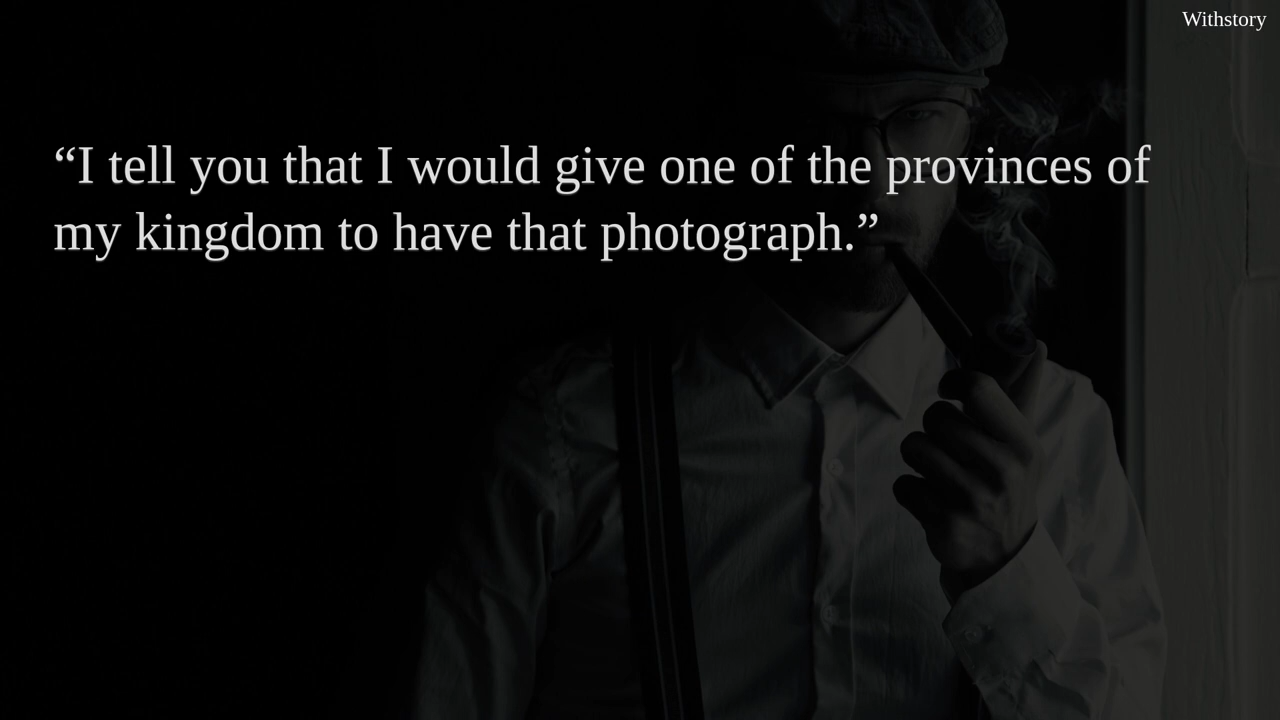 Withstory
“I tell you that I would give one of the provinces of
my kingdom to have that photograph.”